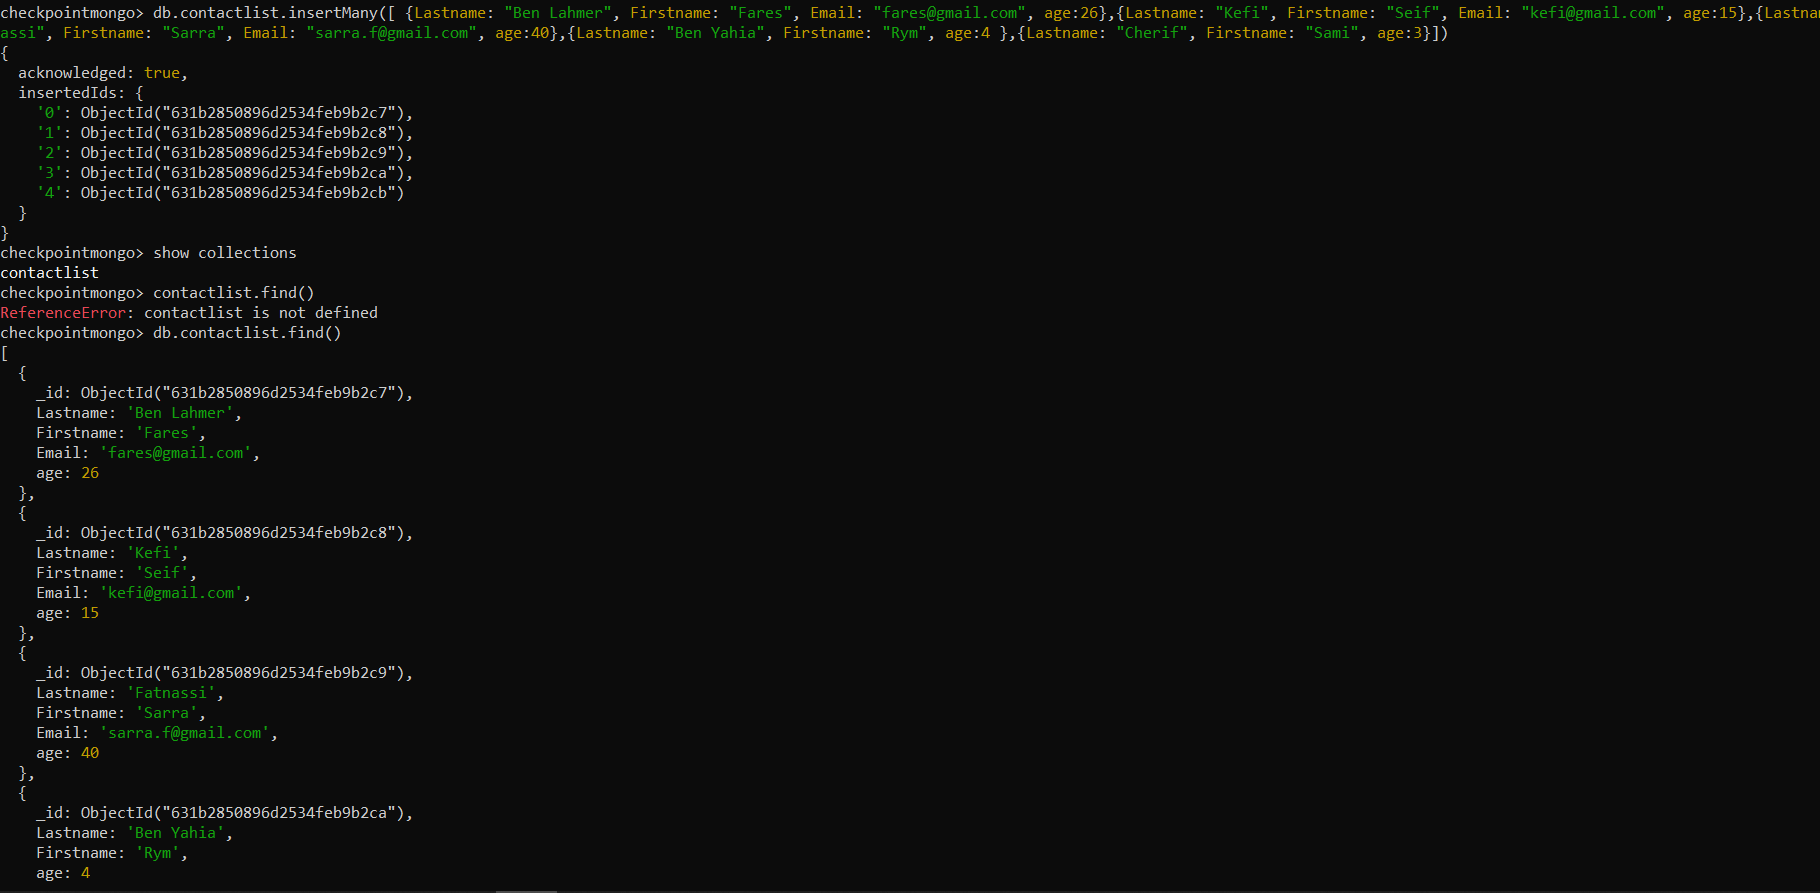 checkpointmongo> db.contactlist.insertMany([ {Lastname: "Ben Lahmer", Firstname: "Fares", Email: "fares@gmail.com", age:26},{Lastname: "Kefi", Firstname: "Seif", Email: "kefi@gmail.com", age:15},{Lastn
assi", Firstname: "Sarra", Email: "sarra.f@gmail.com", age:40},{Lastname: "Ben Yahia", Firstname: "Rym", age:4 },{Lastname: "Cherif", Firstname: "Sami", age:3}])
{
  acknowledged: true,
  insertedIds: {
    '0': ObjectId("631b2850896d2534feb9b2c7"),
    '1': ObjectId("631b2850896d2534feb9b2c8"),
    '2': ObjectId("631b2850896d2534feb9b2c9"),
    '3': ObjectId("631b2850896d2534feb9b2ca"),
    '4': ObjectId("631b2850896d2534feb9b2cb")
  }
}
checkpointmongo> show collections
contactlist
checkpointmongo> contactlist.find()
ReferenceError: contactlist is not defined
checkpointmongo> db.contactlist.find()
[
  {
    _id: ObjectId("631b2850896d2534feb9b2c7"),
    Lastname: 'Ben Lahmer',
    Firstname: 'Fares',
    Email: 'fares@gmail.com',
    age: 26
  },
  {
    _id: ObjectId("631b2850896d2534feb9b2c8"),
    Lastname: 'Kefi',
    Firstname: 'Seif',
    Email: 'kefi@gmail.com',
    age: 15
  },
  {
    _id: ObjectId("631b2850896d2534feb9b2c9"),
    Lastname: 'Fatnassi',
    Firstname: 'Sarra',
    Email: 'sarra.f@gmail.com',
    age: 40
  },
  {
    _id: ObjectId("631b2850896d2534feb9b2ca"),
    Lastname: 'Ben Yahia',
    Firstname: 'Rym',
    age: 4